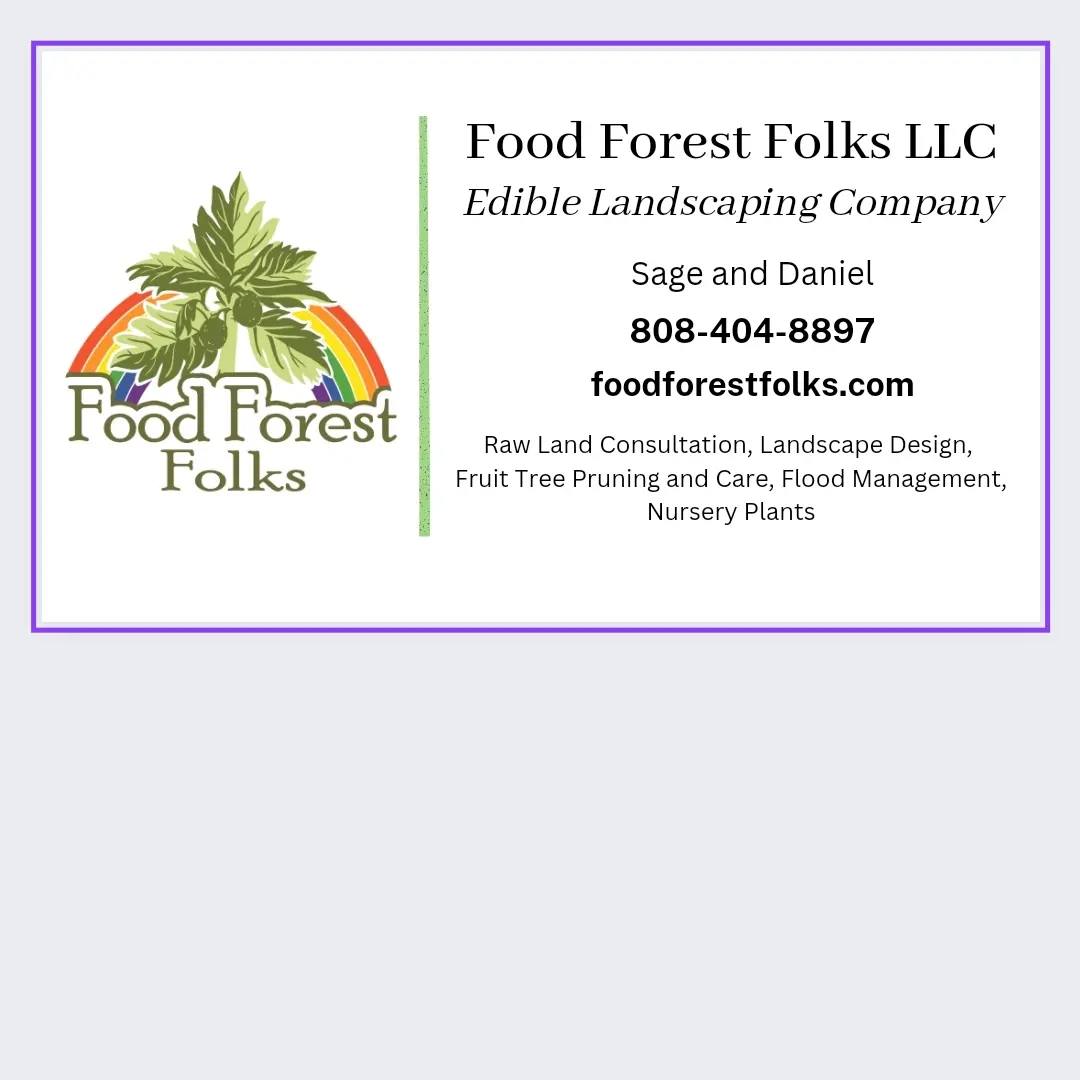 Food Forest
Folks
Food Forest Folks LLC
Edible Landscaping Company
Sage and Daniel
808-404-8897
foodforestfolks.com
Raw Land Consultation, Landscape Design,
Fruit Tree Pruning and Care, Flood Management,
Nursery Plants